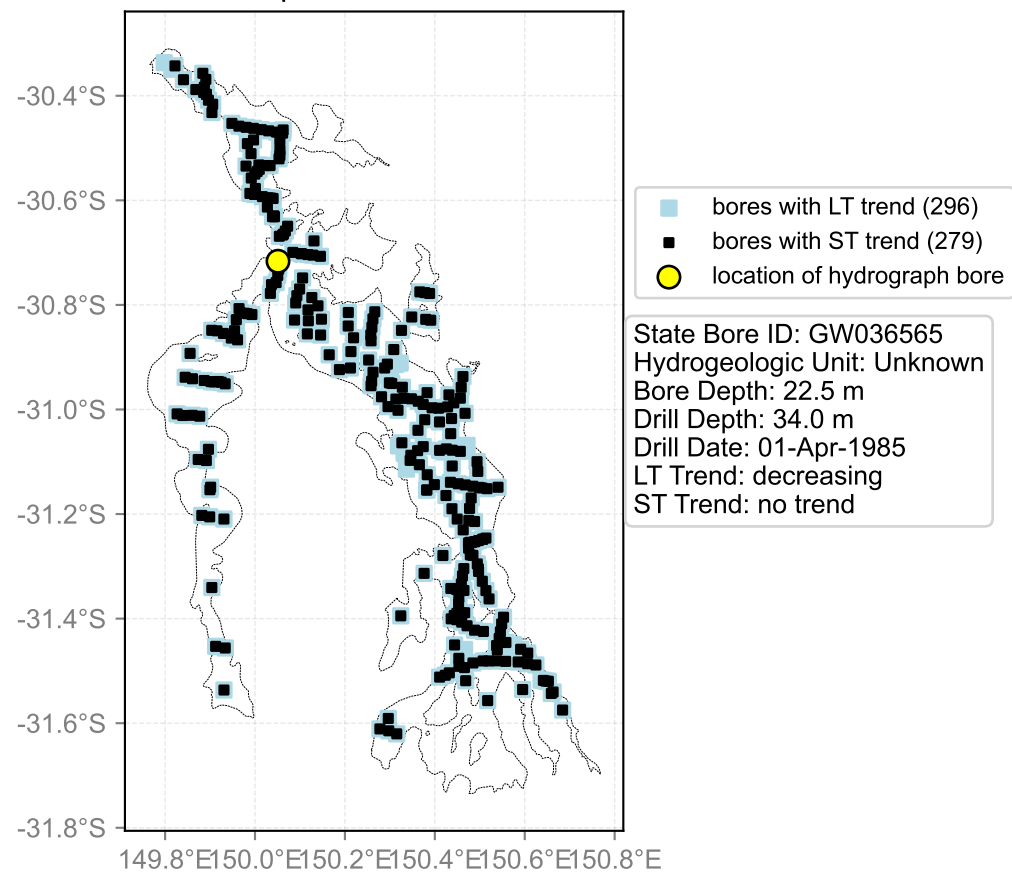 -30.4°S
-30.6°S
-30.8°S
-31.0°S
-31.2°S
-31.4°S
-31.6°S
-31.8°S
149.8°E150.0°E150.2°E150.4°E150.6°E150.8°E
bores with LT trend (296)
bores with ST trend (279)
location of hydrograph bore
State Bore ID: GW036565
Hydrogeologic Unit: Unknown
Bore Depth: 22.5 m
Drill Depth: 34.0 m
Drill Date: 01-Apr-1985
LT Trend: decreasing
ST Trend: no trend